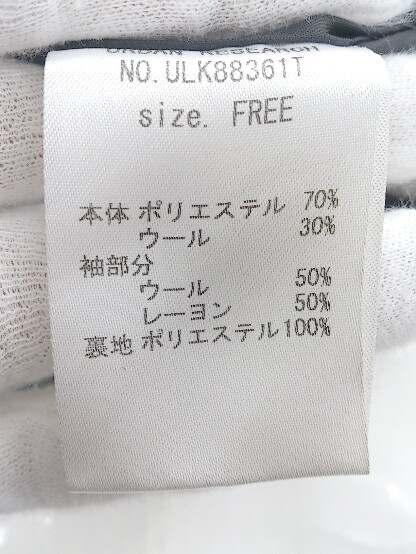 URBAN RESEARCH
NO.ULK88361T
size. FREE
本体 ポリエステル 70%
ウール 30%
袖部分
ウール 50%
レーヨン 50%
裏地 ポリエステル100%